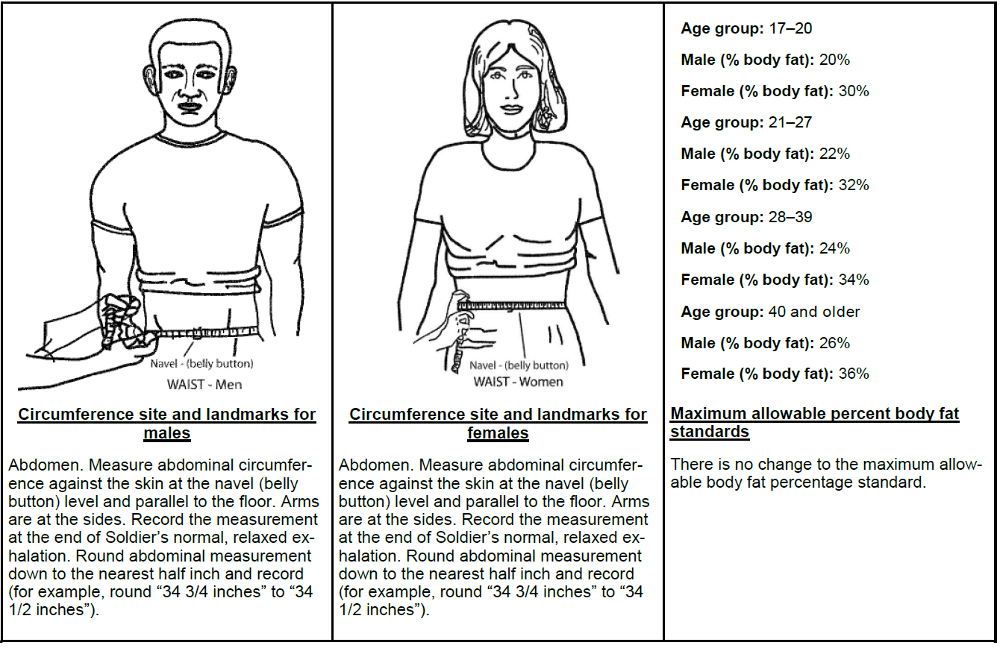 Navel - (belly button)
WAIST - Men
Circumference site and landmarks for
males
Abdomen. Measure abdominal circumfer-
ence against the skin at the navel (belly
button) level and parallel to the floor. Arms
are at the sides. Record the measurement
at the end of Soldier’s normal, relaxed ex-
halation. Round abdominal measurement
down to the nearest half inch and record
(for example, round “34 3/4 inches” to “34
1/2 inches”).
Navel - (belly button)
WAIST - Women
Circumference site and landmarks for
females
Abdomen. Measure abdominal circumfer-
ence against the skin at the navel (belly
button) level and parallel to the floor. Arms
are at the sides. Record the measurement
at the end of Soldier’s normal, relaxed ex-
halation. Round abdominal measurement
down to the nearest half inch and record
(for example, round “34 3/4 inches” to “34
1/2 inches”).
Age group: 17–20
Male (% body fat): 20%
Female (% body fat): 30%
Age group: 21–27
Male (% body fat): 22%
Female (% body fat): 32%
Age group: 28–39
Male (% body fat): 24%
Female (% body fat): 34%
Age group: 40 and older
Male (% body fat): 26%
Female (% body fat): 36%
Maximum allowable percent body fat
standards
There is no change to the maximum allow-
able body fat percentage standard.